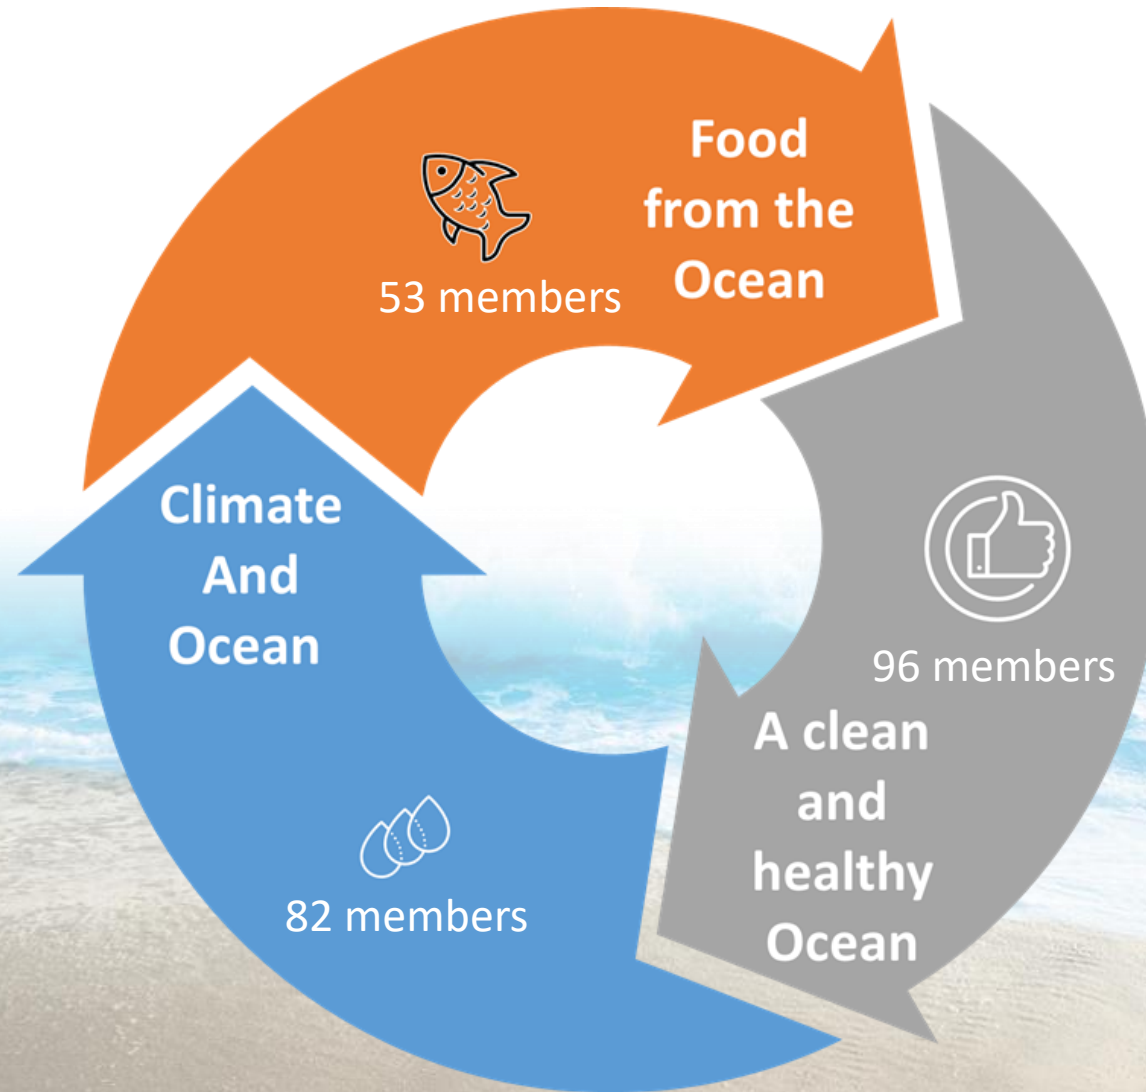 Food
from the
Ocean
53 members
96 members
A clean
and
healthy
Ocean
Climate
And
Ocean
82 members